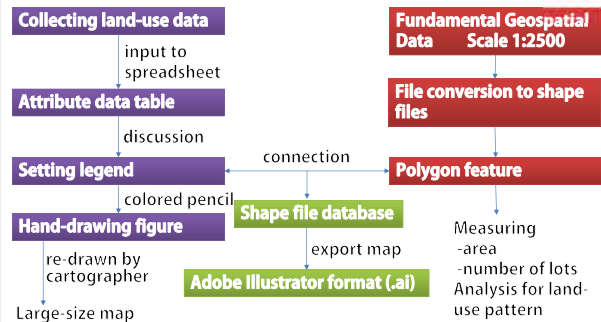 Collecting land-use data
input to
spreadsheet
Attribute data table
discussion
Setting legend
colored pencil
Hand-drawing figure
re-drawn by
cartographer
Large-size map
connection
Shape file database
export map
Adobe Illustrator format (.ai)
Fundamental Geospatial
Data Scale 1:2500
File conversion to shape
files
Polygon feature
Measuring
-area
-number of lots
Analysis for land-
use pattern